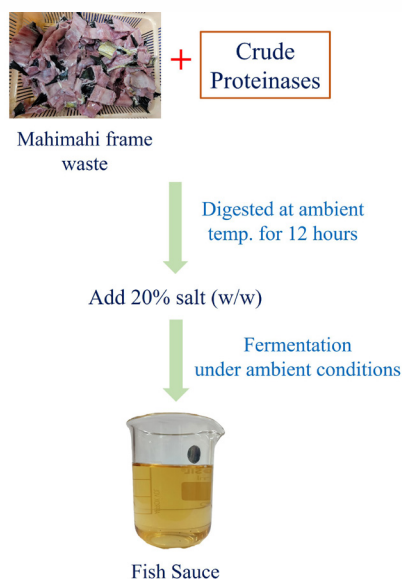 +
Crude
Proteinases
Mahimahi frame
waste
Digested at ambient
temp. for 12 hours
Add 20% salt (w/w)
Fermentation
under ambient conditions
Fish Sauce